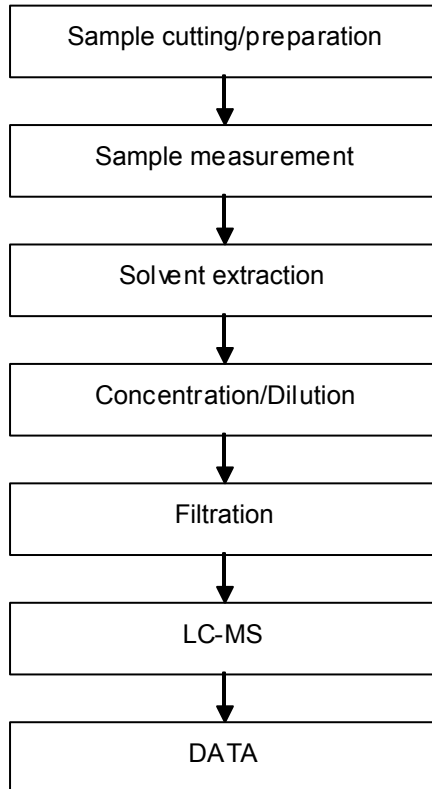 Sample cutting/preparation
Sample measurement
Solvent extraction
Concentration/Dilution
Filtration
LC-MS
DATA